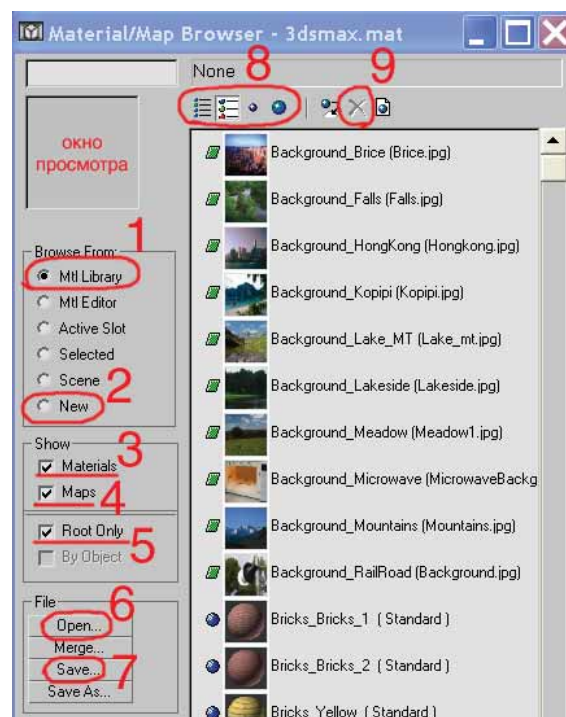 Material/Map Browser - 3dsmax.mat
None
8
9
окно
просмотра
1
Browse From:
Mtl Library
Mtl Editor
Active Slot
Selected
Scene
2
New
Show
Materials
3
Maps
4
Root Only
5
By Object
File
6
Open...
Merge...
Save...
7
Save As...
Background_Brice (Brice.jpg)
Background_Falls (Falls.jpg)
Background_HongKong (Hongkong.jpg)
Background_Kopipi (Kopipi.jpg)
Background_Lake_MT (Lake_mt.jpg)
Background_Lakeside (Lakeside.jpg)
Background_Meadow (Meadow1.jpg)
Background_Microwave (MicrowaveBackg
Background_Mountains (Mountains.jpg)
Background_RailRoad (Background.jpg)
Bricks_Bricks_1 ( Standard )
Bricks_Bricks_2 ( Standard )
Bricks_Yellow ( Standard )